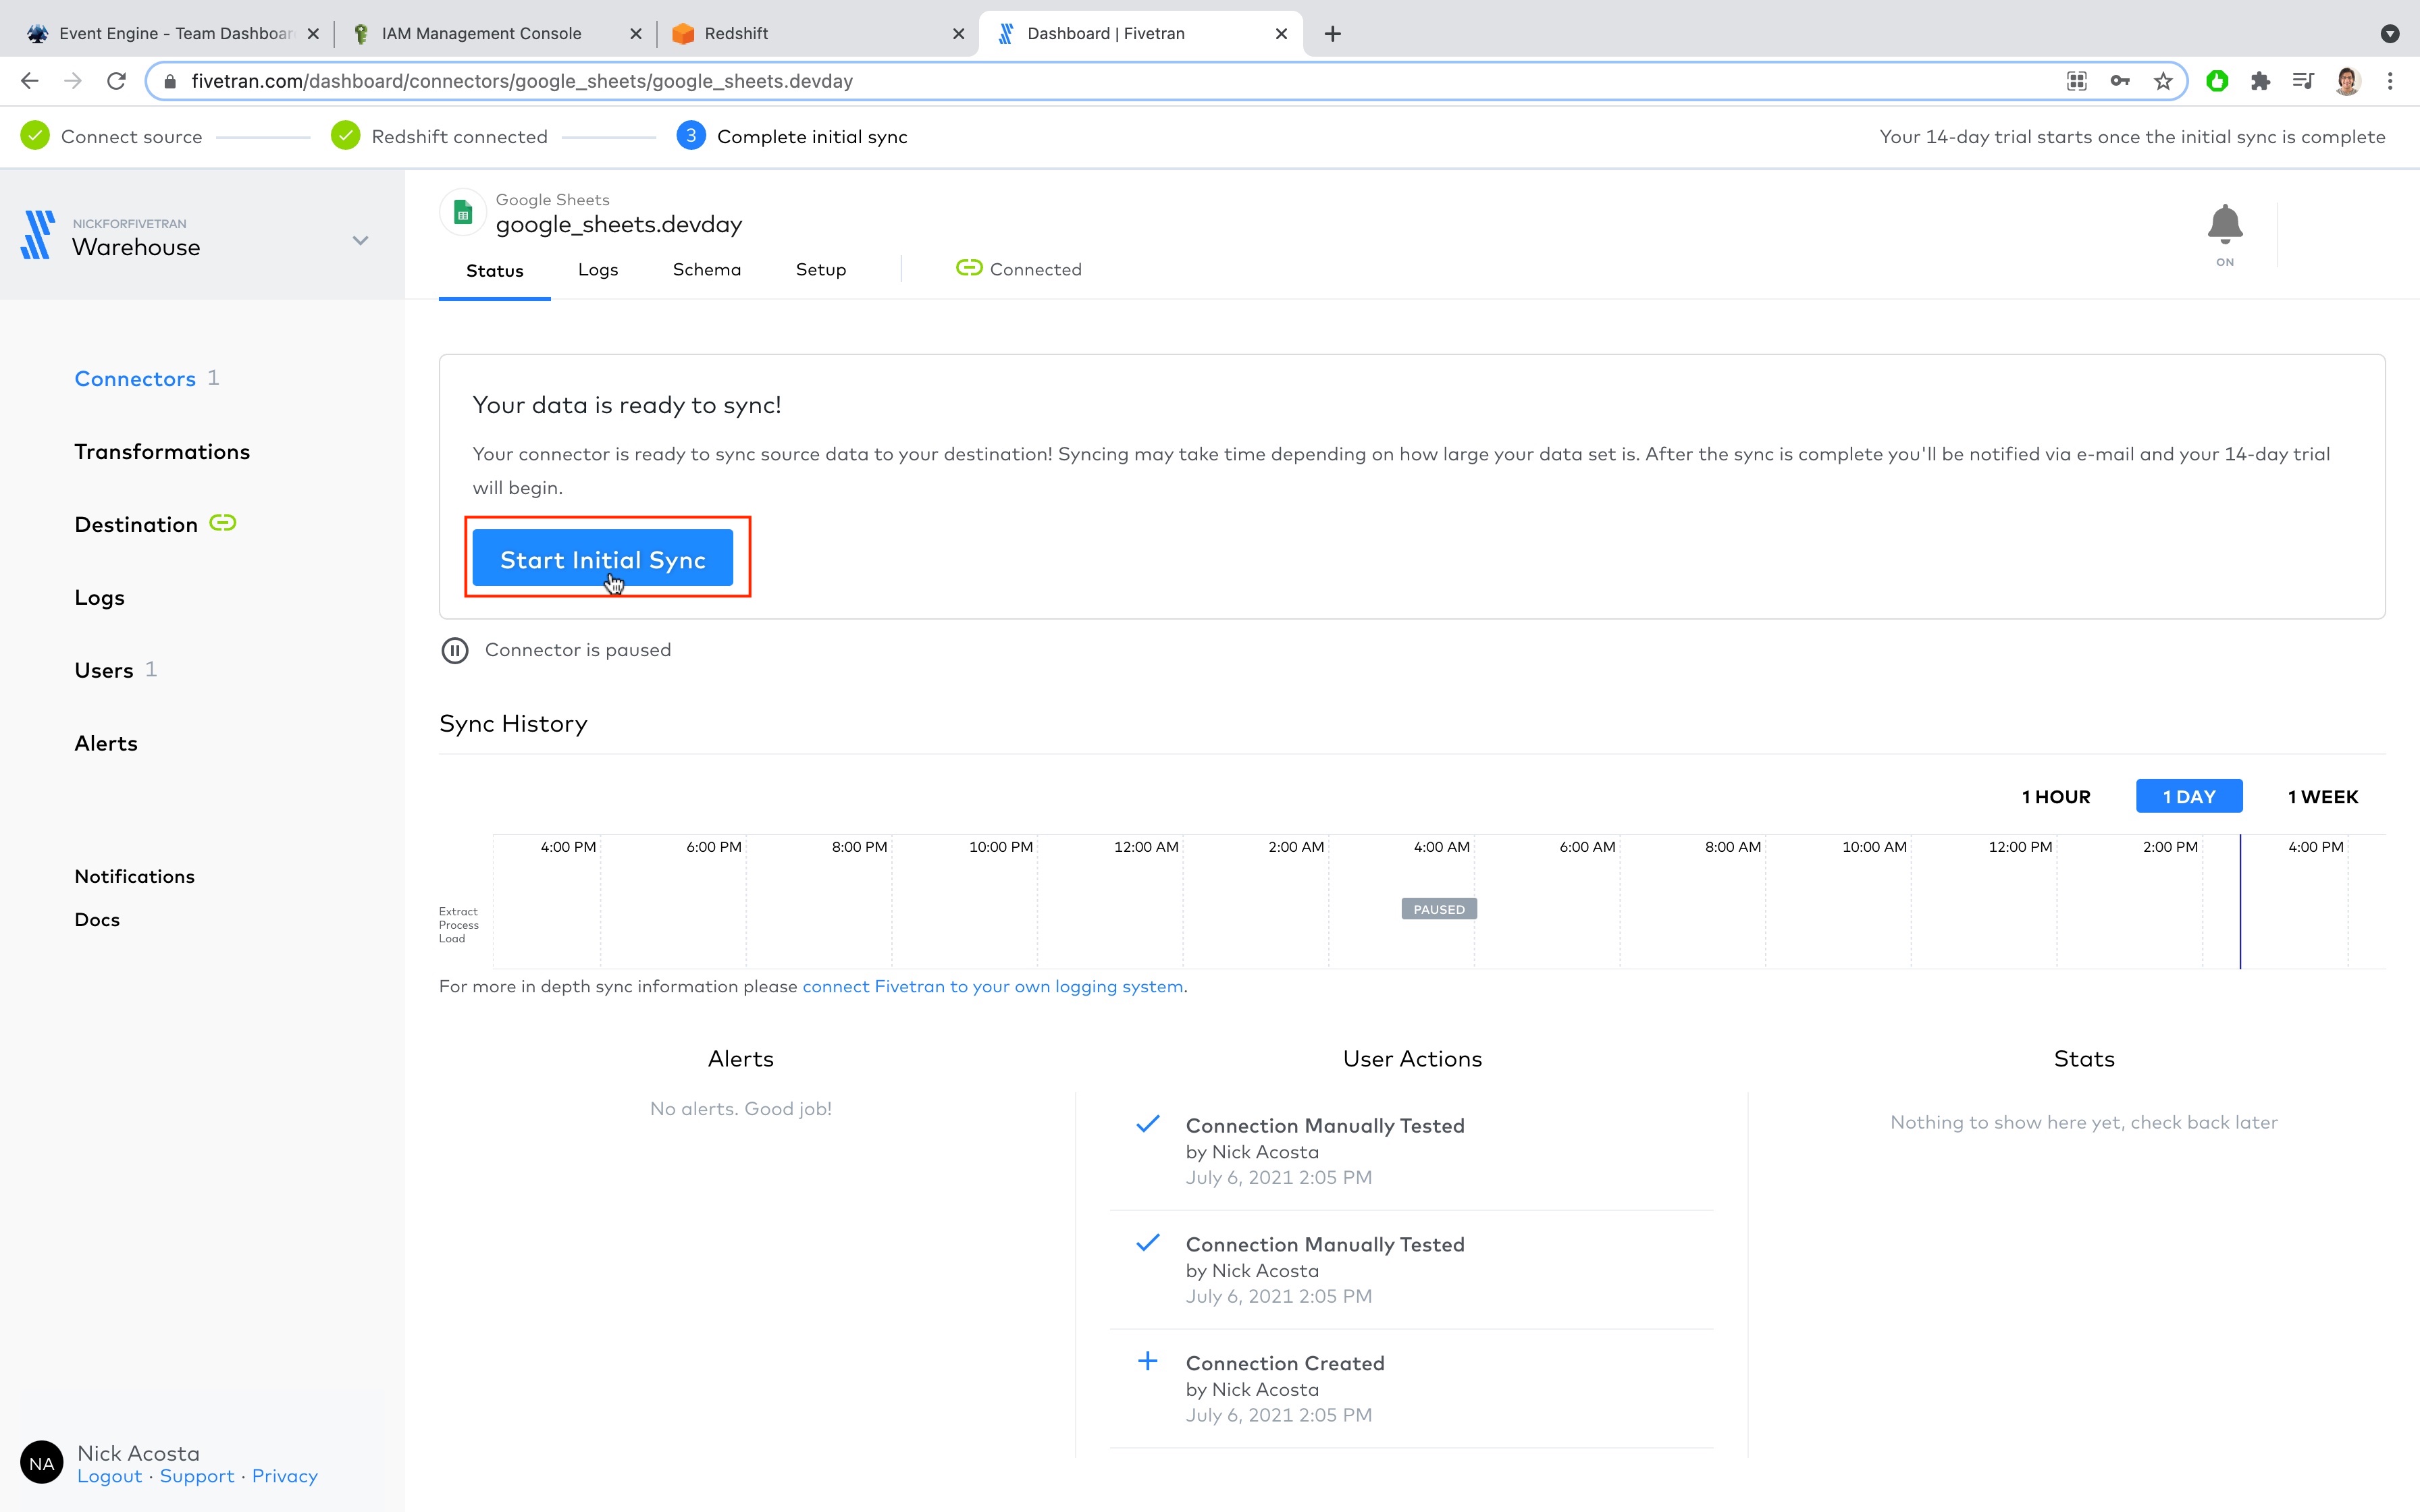 Event Engine - Team Dashboar
IAM Management Console
Redshift
Dashboard | Fivetran
fivetran.com/dashboard/connectors/google_sheets/google_sheets.devday
Connect source
Redshift connected
3
Complete initial sync
Your 14-day trial starts once the initial sync is complete
NICKFORFIVETRAN
Warehouse
Google Sheets
google_sheets.devday
ON
Status
Logs
Schema
Setup
Connected
Connectors 1
Transformations
Destination
Logs
Users 1
Alerts
Notifications
Docs
Your data is ready to sync!
Your connector is ready to sync source data to your destination! Syncing may take time depending on how large your data set is. After the sync is complete you'll be notified via e-mail and your 14-day trial
will begin.
Start Initial Sync
Connector is paused
Sync History
1 HOUR
1 DAY
1 WEEK
4:00 PM
6:00 PM
8:00 PM
10:00 PM
12:00 AM
2:00 AM
4:00 AM
6:00 AM
8:00 AM
10:00 AM
12:00 PM
2:00 PM
4:00 PM
PAUSED
Extract
Process
Load
For more in depth sync information please connect Fivetran to your own logging system.
Alerts
No alerts. Good job!
User Actions
Connection Manually Tested
by Nick Acosta
July 6, 2021 2:05 PM
Connection Manually Tested
by Nick Acosta
July 6, 2021 2:05 PM
Connection Created
by Nick Acosta
July 6, 2021 2:05 PM
Stats
Nothing to show here yet, check back later
NA
Nick Acosta
Logout · Support · Privacy